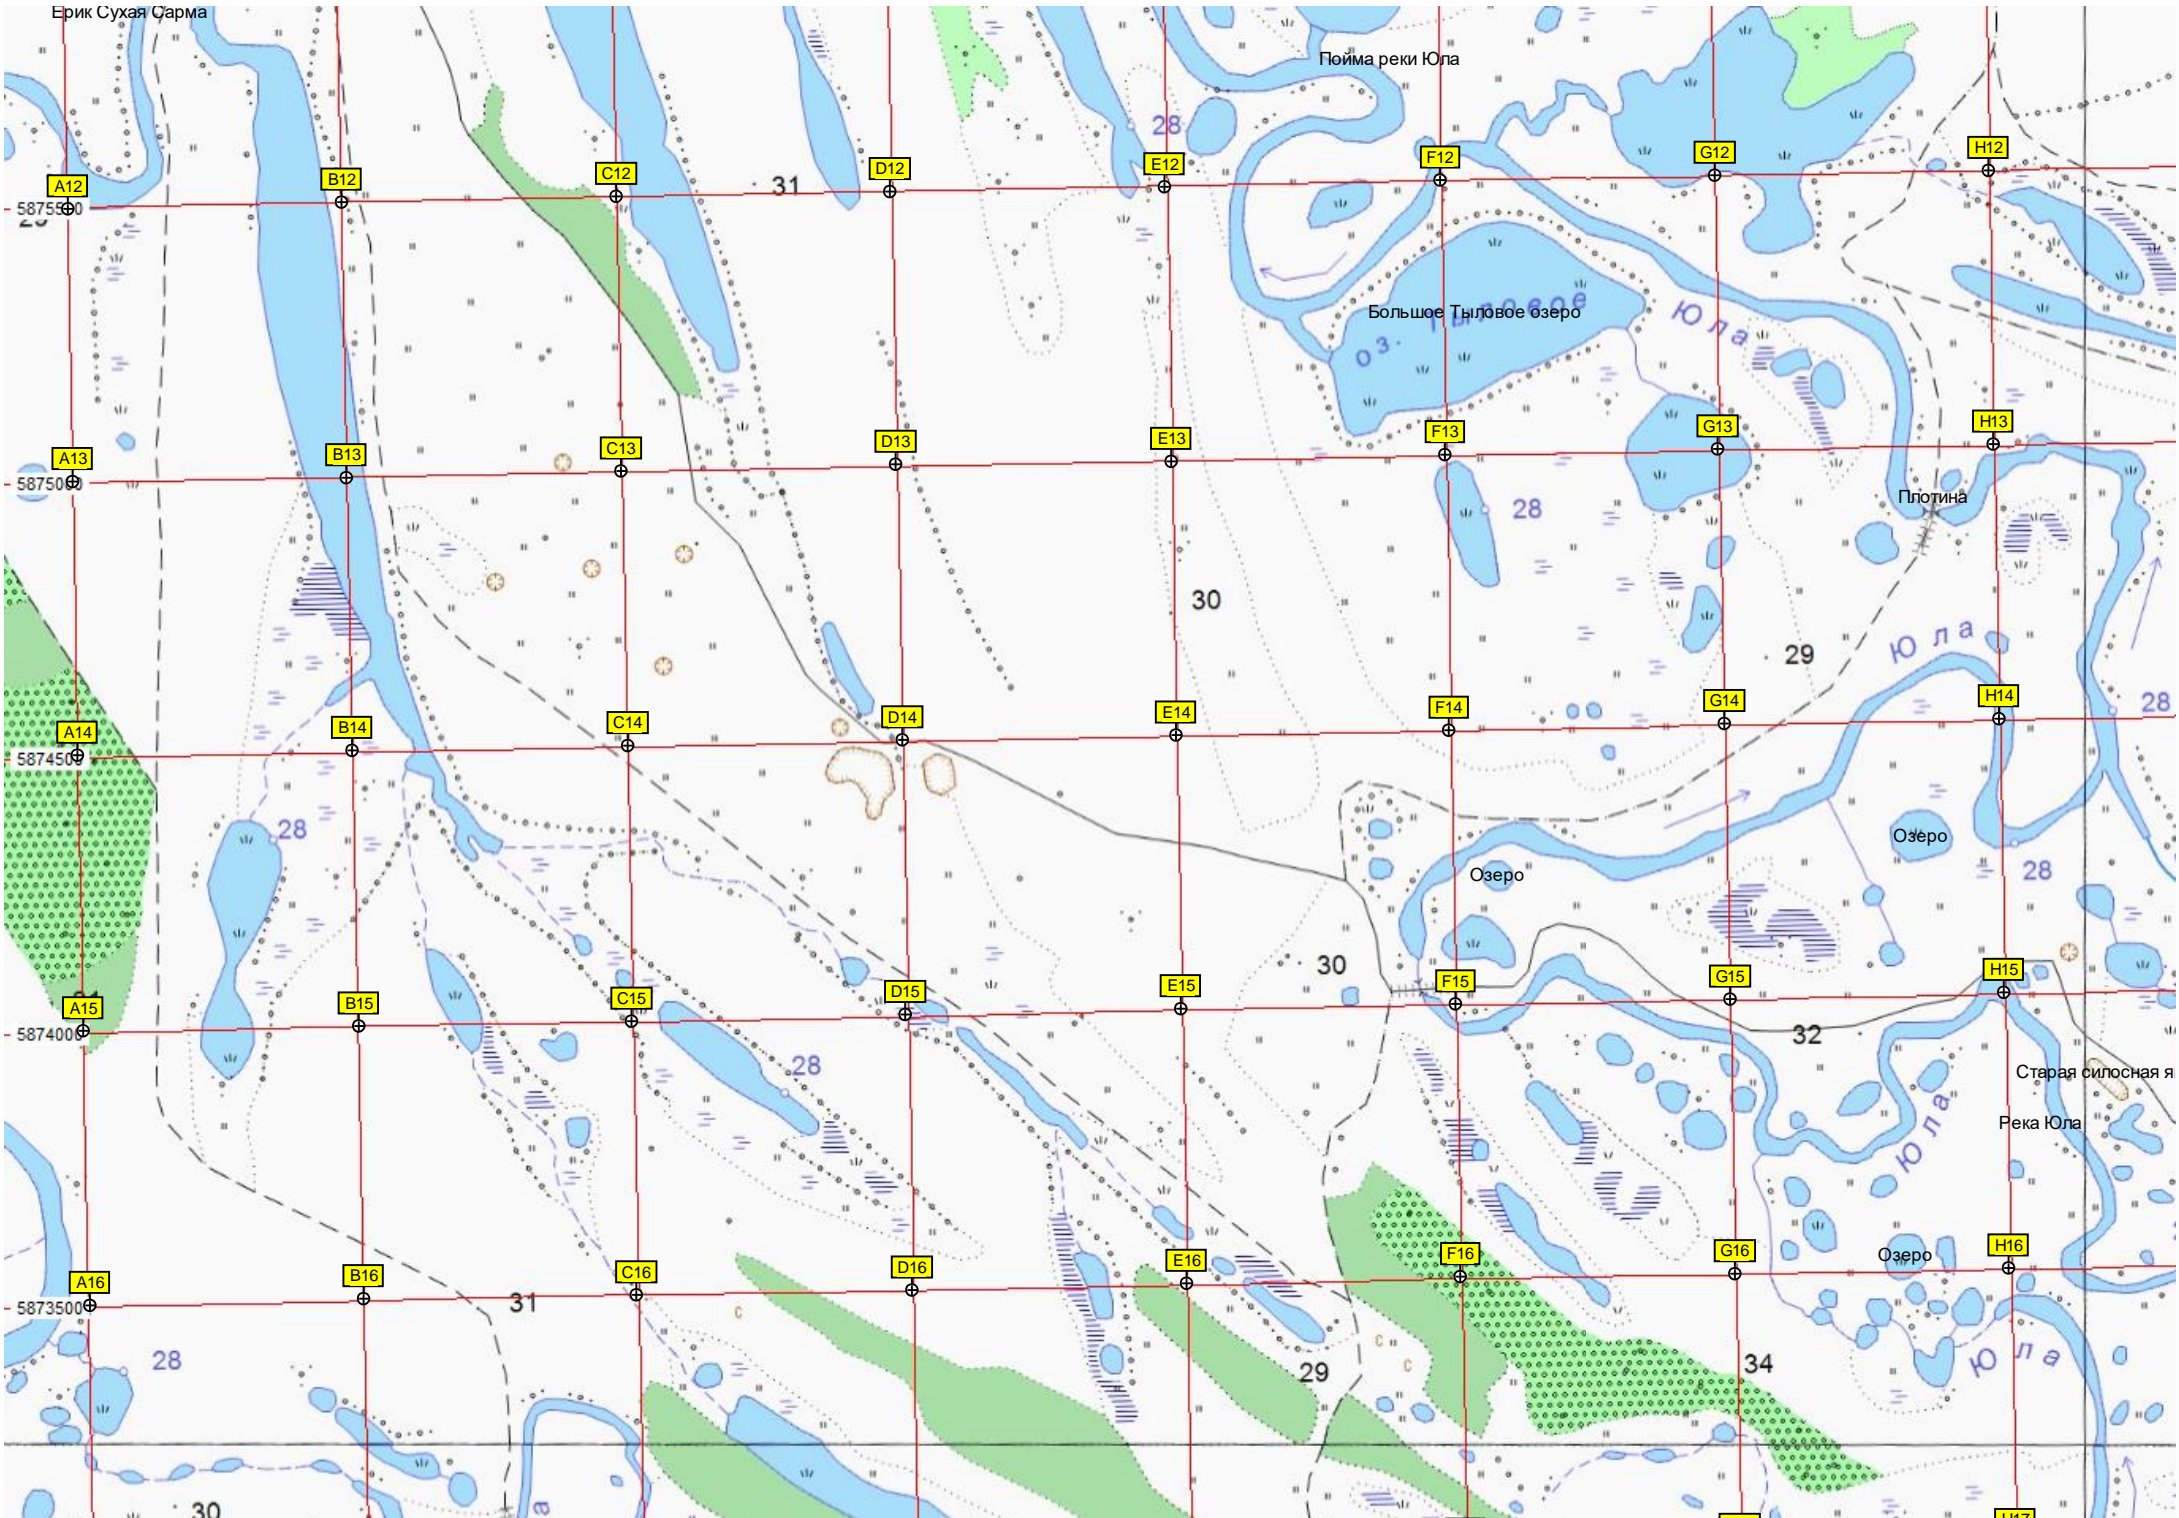 Ерик Сухая Сарма
Пойма реки Юла
28
A12
B12
C12
31
D12
E12
F12
G12
H12
5875500
Большое Тыловое озеро
оз. Тыловое
Юла
A13
B13
C13
D13
E13
F13
G13
H13
5875000
28
Плотина
30
29
Юла
28
A14
B14
C14
D14
E14
F14
G14
H14
5874500
28
Озеро
Озеро
28
30
A15
B15
C15
D15
E15
F15
G15
H15
5874000
32
28
Старая силосная я
Юла
Река Юла
A16
B16
C16
D16
E16
F16
G16
Озеро
H16
5873500
31
28
29
34
Юла
30
а
H17